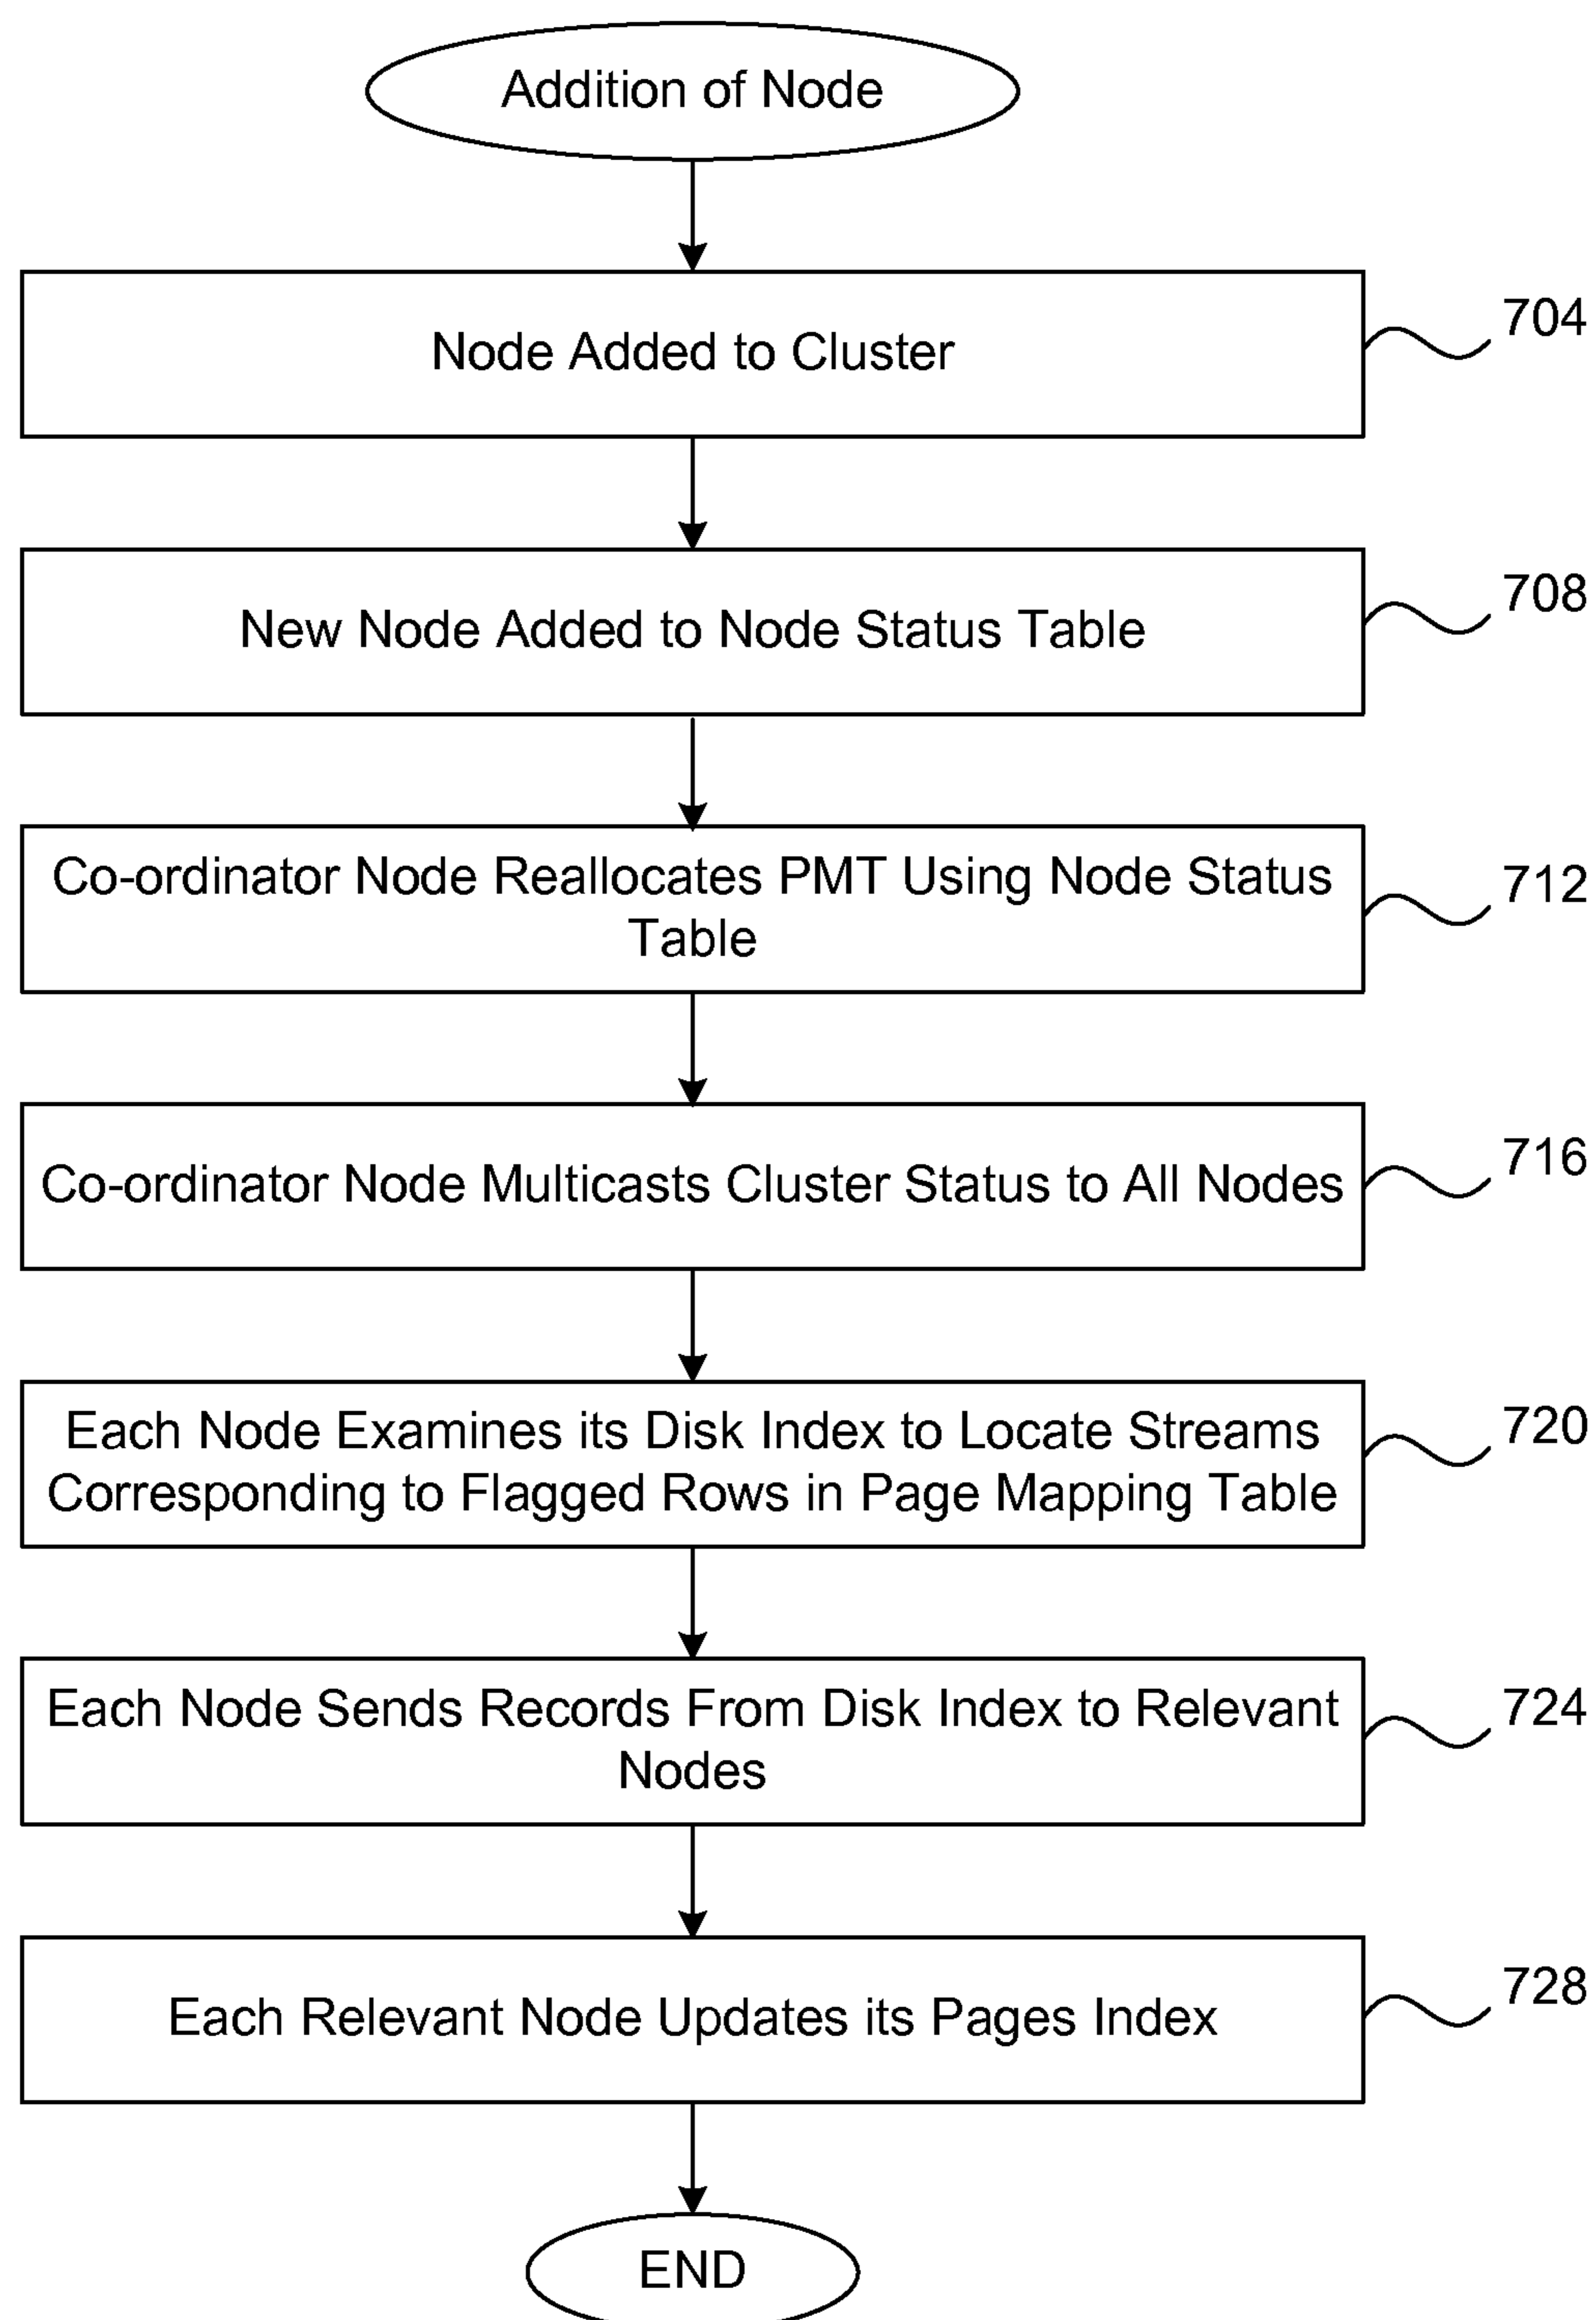 Addition of Node
Node Added to Cluster
704
New Node Added to Node Status Table
708
Co-ordinator Node Reallocates PMT Using Node Status
Table
712
Co-ordinator Node Multicasts Cluster Status to All Nodes
716
Each Node Examines its Disk Index to Locate Streams
Corresponding to Flagged Rows in Page Mapping Table
720
Each Node Sends Records From Disk Index to Relevant
Nodes
724
Each Relevant Node Updates its Pages Index
728
END